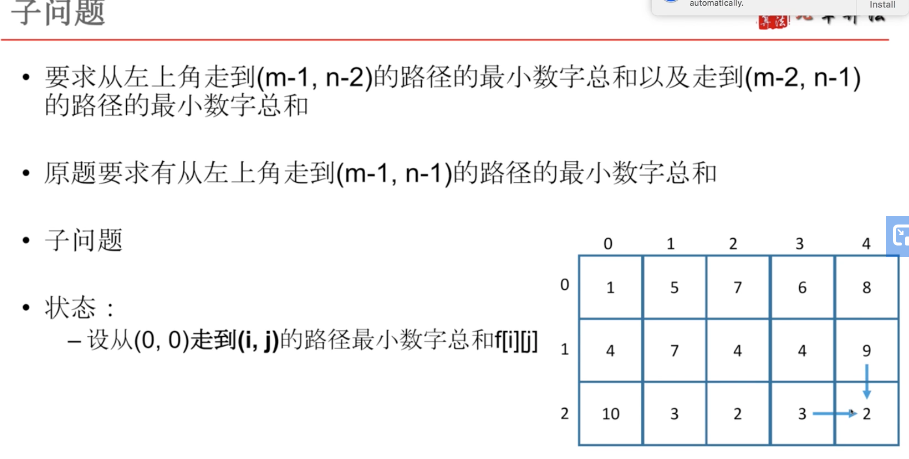 子问题
automatically.
Install
• 要求从左上角走到(m-1, n-2)的路径的最小数字总和以及走到(m-2, n-1)
的路径的最小数字总和
• 原题要求有从左上角走到(m-1, n-1)的路径的最小数字总和
• 子问题
• 状态：
– 设从(0, 0)走到(i, j)的路径最小数字总和f[i][j]
0 1 2 3 4
0 1 5 7 6 8
1 4 7 4 4 9
2 10 3 2 3 2